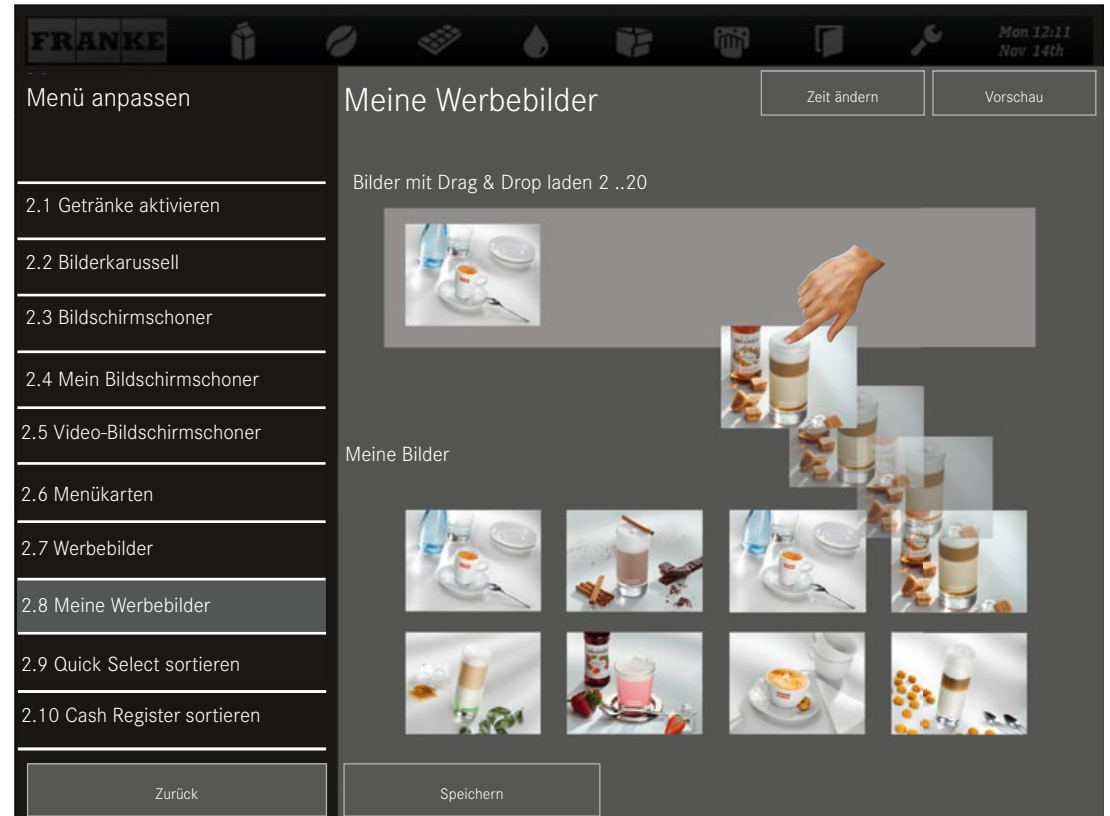 FRANKE
Mon 12:11
Nov 14th
Menü anpassen
2.1 Getränke aktivieren
2.2 Bilderkarussell
2.3 Bildschirmschoner
2.4 Mein Bildschirmschoner
2.5 Video-Bildschirmschoner
2.6 Menükarten
2.7 Werbebilder
2.8 Meine Werbebilder
2.9 Quick Select sortieren
2.10 Cash Register sortieren
Zurück
Meine Werbebilder
Zeit ändern
Vorschau
Bilder mit Drag & Drop laden 2 ..20
Meine Bilder
Speichern